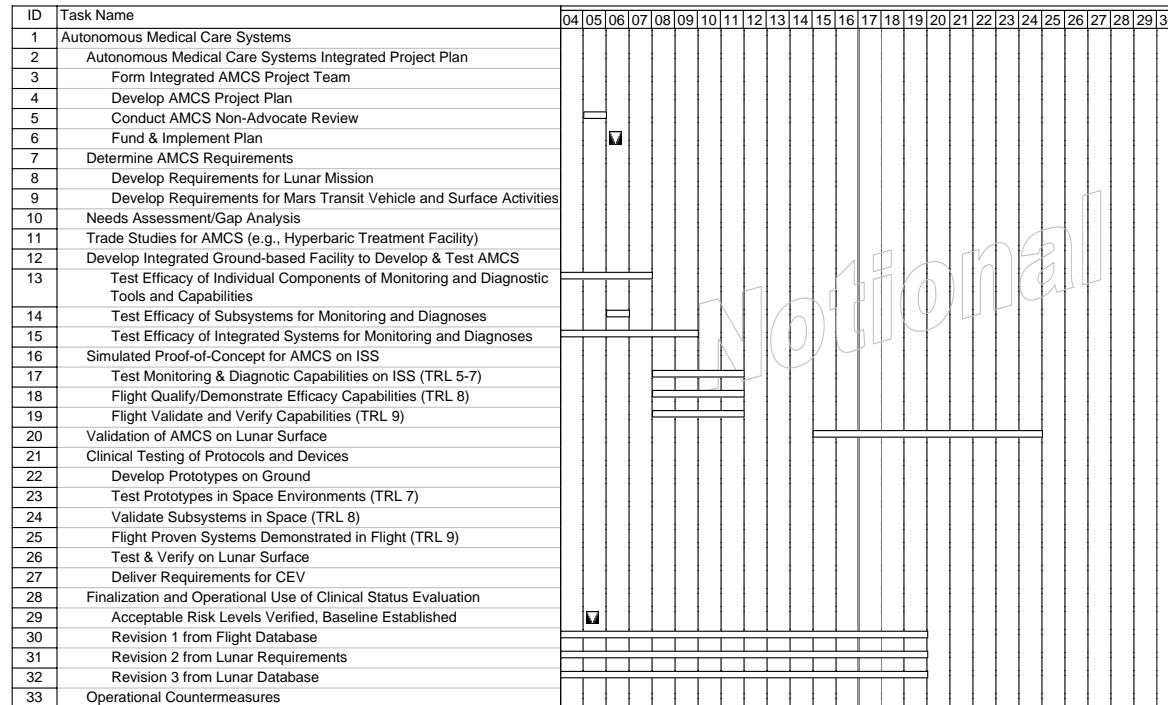 ID Task Name 04 05 06 07 08 09 10 11 12 13 14 15 16 17 18 19 20 21 22 23 24 25 26 27 28 29 3
1 Autonomous Medical Care Systems
2 Autonomous Medical Care Systems Integrated Project Plan
3 Form Integrated AMCS Project Team
4 Develop AMCS Project Plan
5 Conduct AMCS Non-Advocate Review
6 Fund & Implement Plan
7 Determine AMCS Requirements
8 Develop Requirements for Lunar Mission
9 Develop Requirements for Mars Transit Vehicle and Surface Activities
10 Needs Assessment/Gap Analysis
11 Trade Studies for AMCS (e.g., Hyperbaric Treatment Facility)
12 Develop Integrated Ground-based Facility to Develop & Test AMCS
13 Test Efficacy of Individual Components of Monitoring and Diagnostic
Tools and Capabilities
14 Test Efficacy of Subsystems for Monitoring and Diagnoses
15 Test Efficacy of Integrated Systems for Monitoring and Diagnoses
16 Simulated Proof-of-Concept for AMCS on ISS
17 Test Monitoring & Diagnotic Capabilities on ISS (TRL 5-7)
18 Flight Qualify/Demonstrate Efficacy Capabilities (TRL 8)
19 Flight Validate and Verify Capabilities (TRL 9)
20 Validation of AMCS on Lunar Surface
21 Clinical Testing of Protocols and Devices
22 Develop Prototypes on Ground
23 Test Prototypes in Space Environments (TRL 7)
24 Validate Subsystems in Space (TRL 8)
25 Flight Proven Systems Demonstrated in Flight (TRL 9)
26 Test & Verify on Lunar Surface
27 Deliver Requirements for CEV
28 Finalization and Operational Use of Clinical Status Evaluation
29 Acceptable Risk Levels Verified, Baseline Established
30 Revision 1 from Flight Database
31 Revision 2 from Lunar Requirements
32 Revision 3 from Lunar Database
33 Operational Countermeasures
Notional